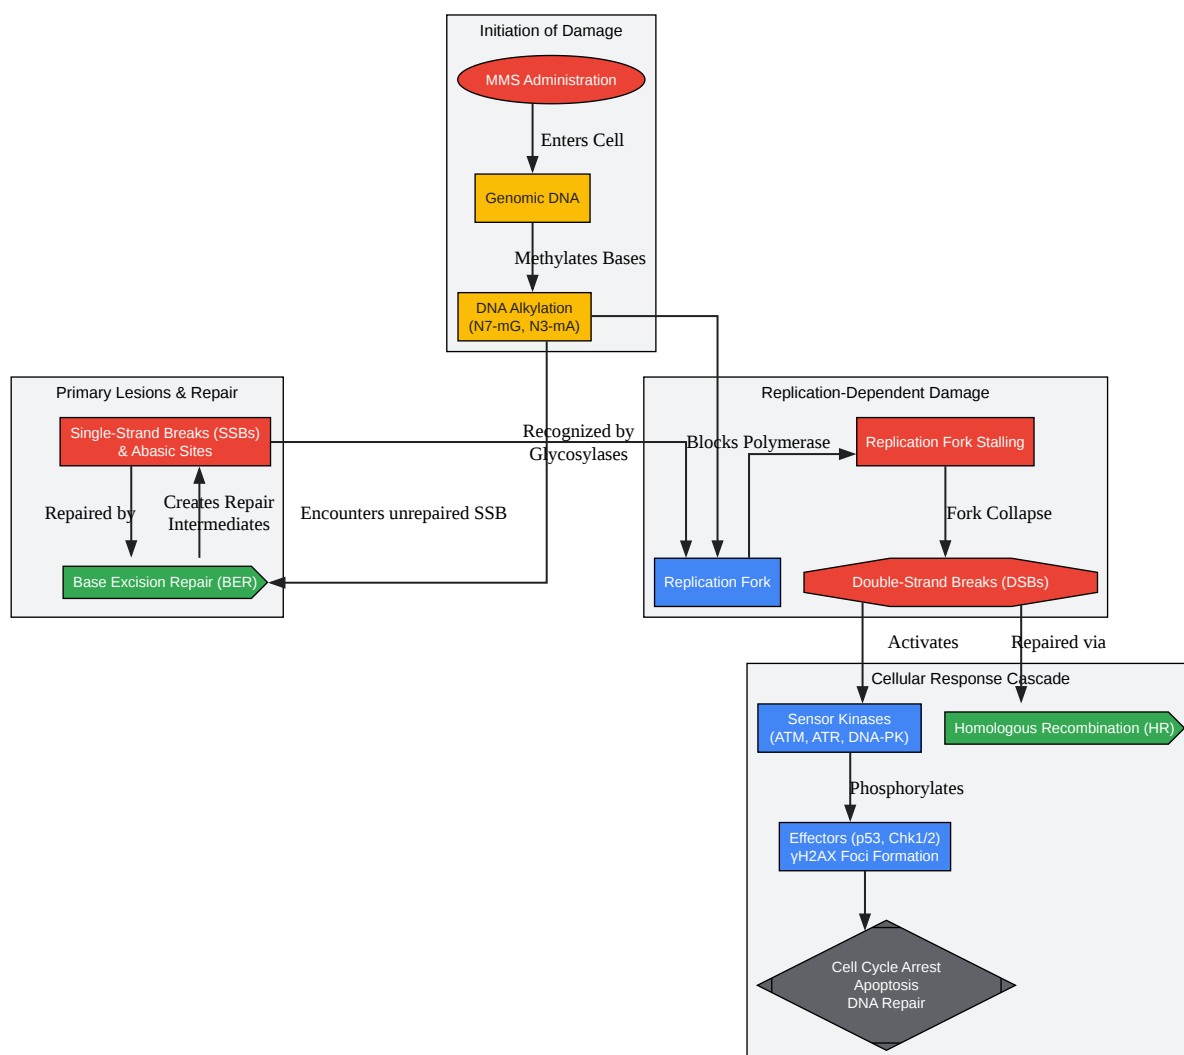 Initiation of Damage
MMS Administration
Enters Cell
Genomic DNA
Methylates Bases
DNA Alkylation
(N7-mG, N3-mA)
Primary Lesions & Repair
Single-Strand Breaks (SSBs)
& Abasic Sites
Repaired by
Creates Repair
Intermediates
Base Excision Repair (BER)
Recognized by
Glycosylases
Encounters unrepaired SSB
Replication-Dependent Damage
Blocks Polymerase
Replication Fork Stalling
Fork Collapse
Replication Fork
Double-Strand Breaks (DSBs)
Activates
Repaired via
Cellular Response Cascade
Sensor Kinases
(ATM, ATR, DNA-PK)
Homologous Recombination (HR)
Phosphorylates
Effectors (p53, Chk1/2)
γH2AX Foci Formation
Cell Cycle Arrest
Apoptosis
DNA Repair